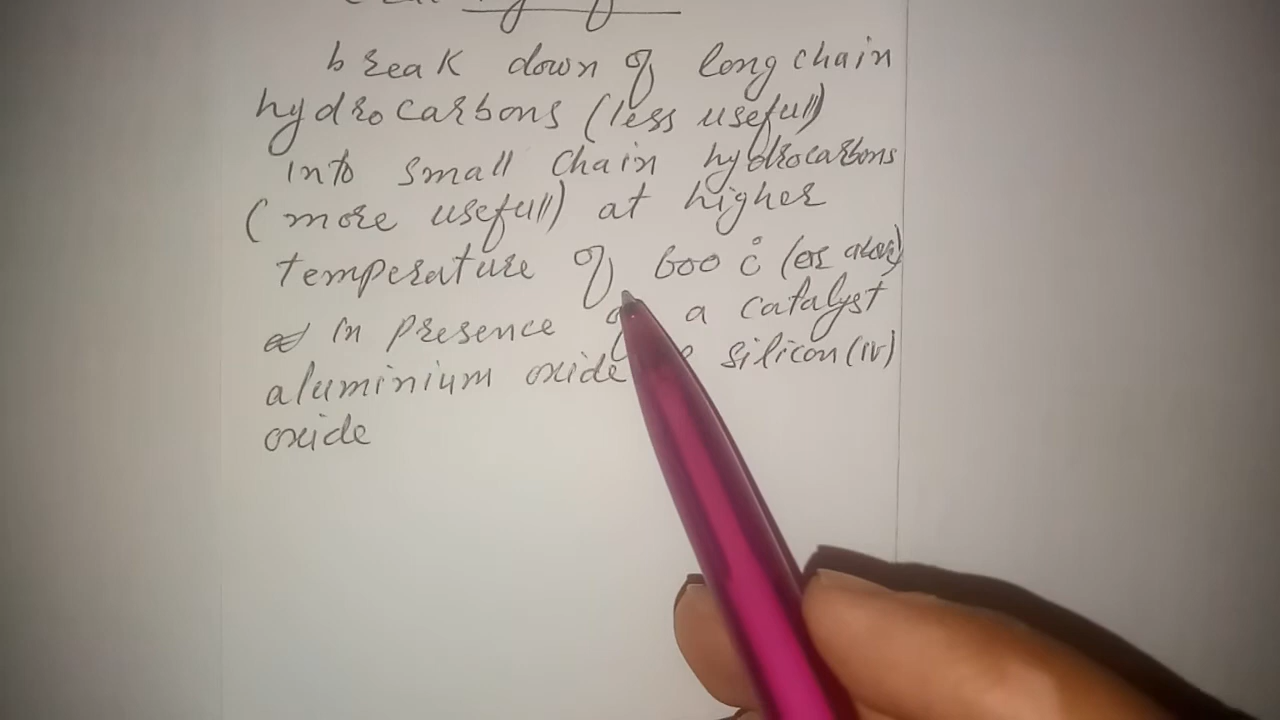 break down of long chain
hydrocarbons (less usefull)
into small chain hydrocarbons
(more usefull) at higher
temperature of 600 °C (or above)
in presence of a catalyst
aluminium oxide silicon(IV)
oxide